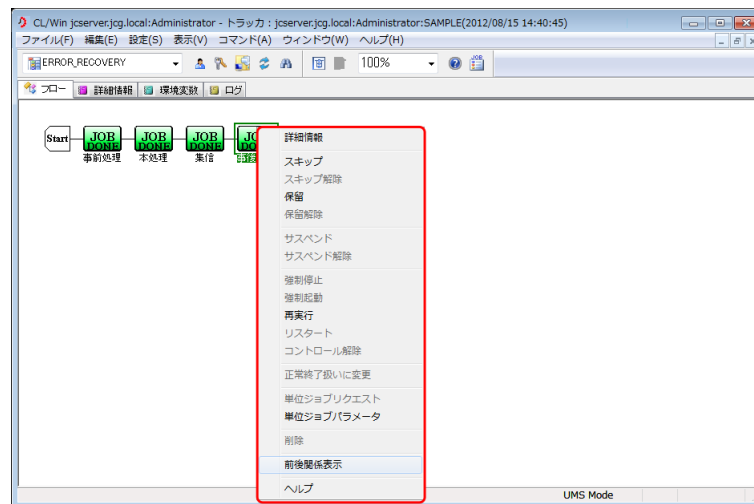 CL/Win jcserver.jcg.local:Administrator - トラッカ : jcserver.jcg.local:Administrator:SAMPLE(2012/08/15 14:40:45)
ファイル(F) 編集(E) 設定(S) 表示(V) コマンド(A) ウィンドウ(W) ヘルプ(H)
ERROR_RECOVERY 100% JOB
フロー 詳細情報 環境変数 ログ
Start JOB DONE JOB DONE JOB DONE
事前処理 本処理 集信
詳細情報
スキップ
スキップ解除
保留
保留解除
サスペンド
サスペンド解除
強制停止
強制起動
再実行
リスタート
コントロール解除
正常終了扱いに変更
単位ジョブリクエスト
単位ジョブパラメータ
削除
前後関係表示
ヘルプ
UMS Mode